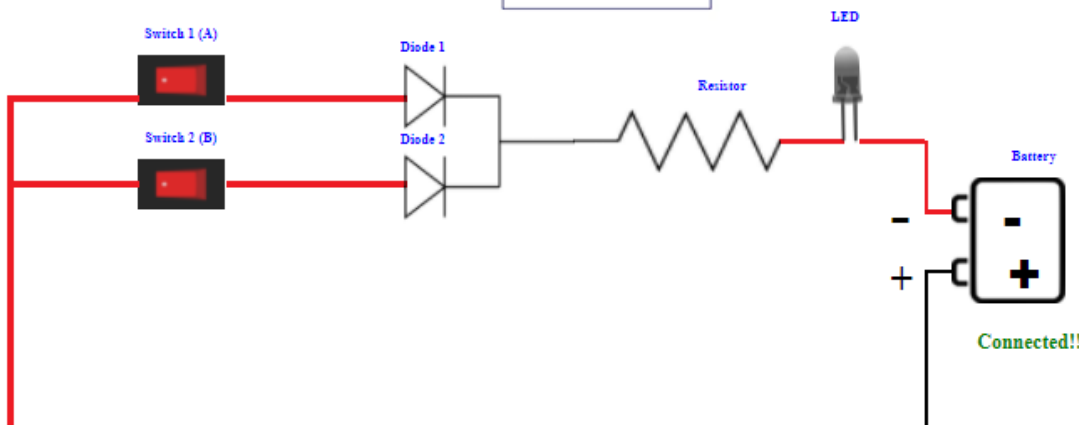 LED
Switch 1 (A)
Diode 1
Resistor
Switch 2 (B)
Diode 2
Battery
-
-
+
+
Connected!!